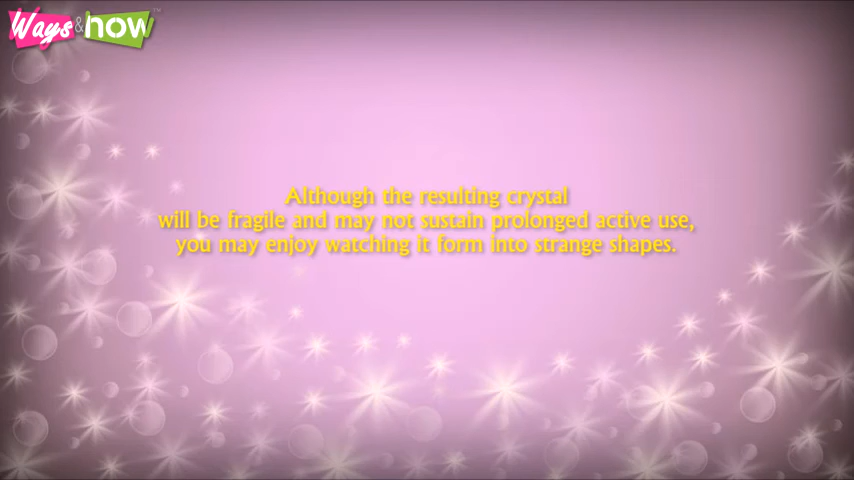 Ways & how™
Although the resulting crystal
will be fragile and may not sustain prolonged active use,
you may enjoy watching it form into strange shapes.